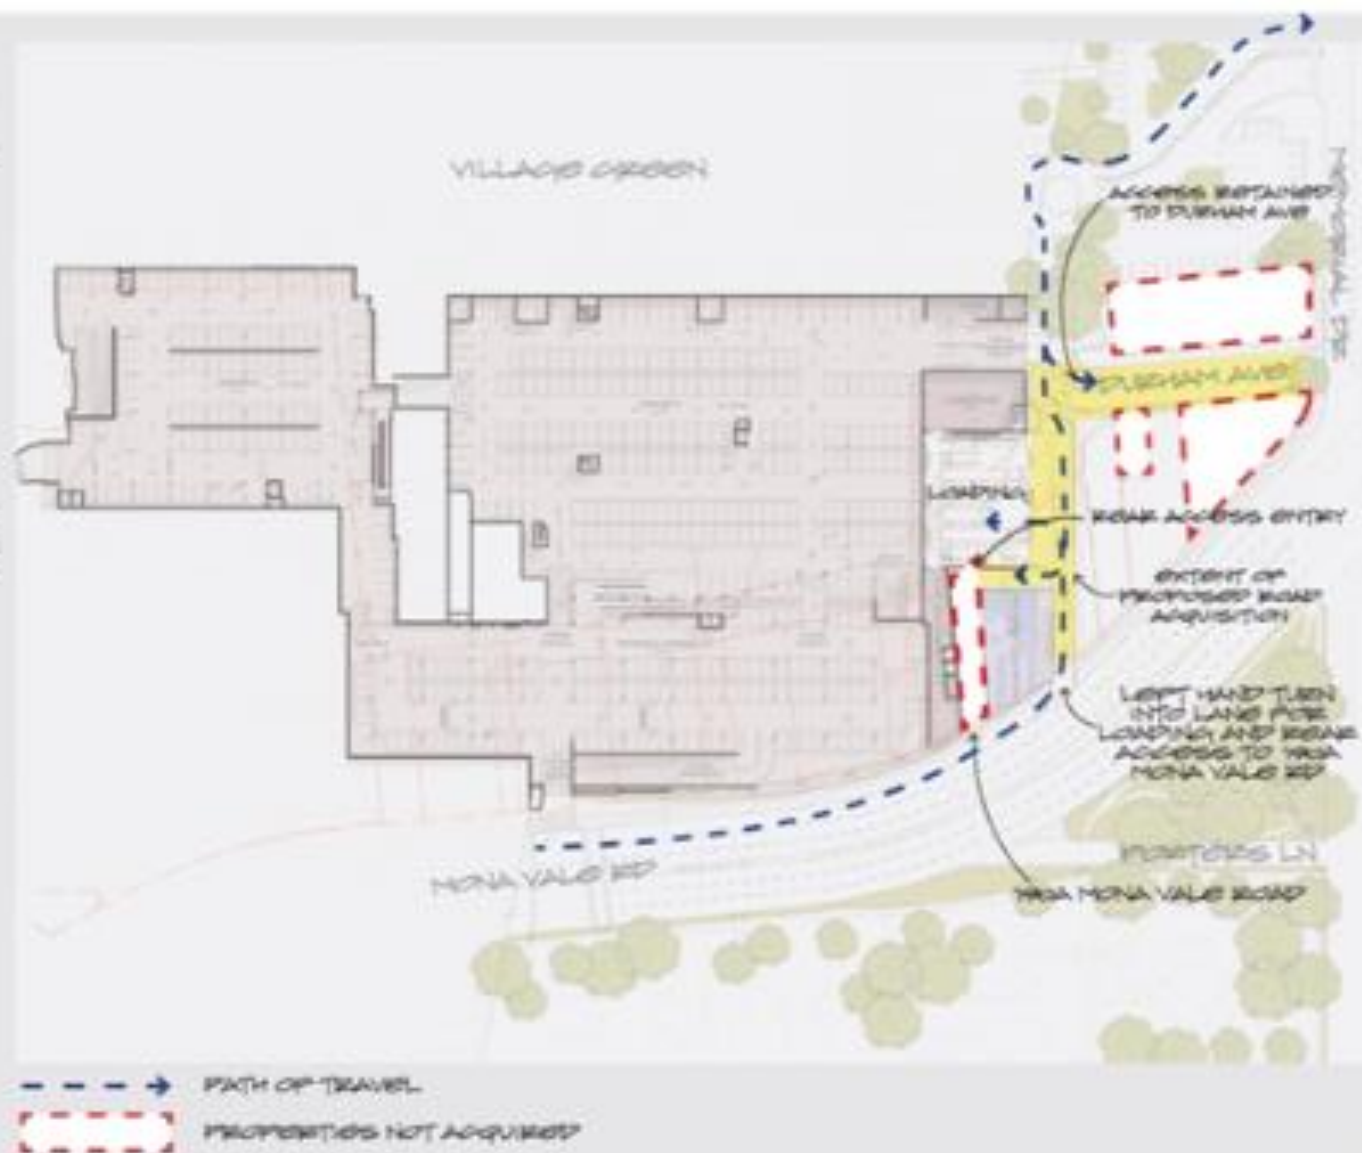 VILLAGE GREEN
MEMORIAL
ACCESS RETAINED
TO DURHAM AVE
DURHAM AVE
LOADING
REAR ACCESS ENTRY
EXTENT OF
PROPOSED ROAD
ACQUISITION
LEFT HAND TURN
INTO LANE FOR
LOADING AND REAR
ACCESS TO
MONA VALE RD
PORTERS LN
MONA VALE RD
MONA VALE ROAD
PATH OF TRAVEL
PROPERTIES NOT ACQUIRED